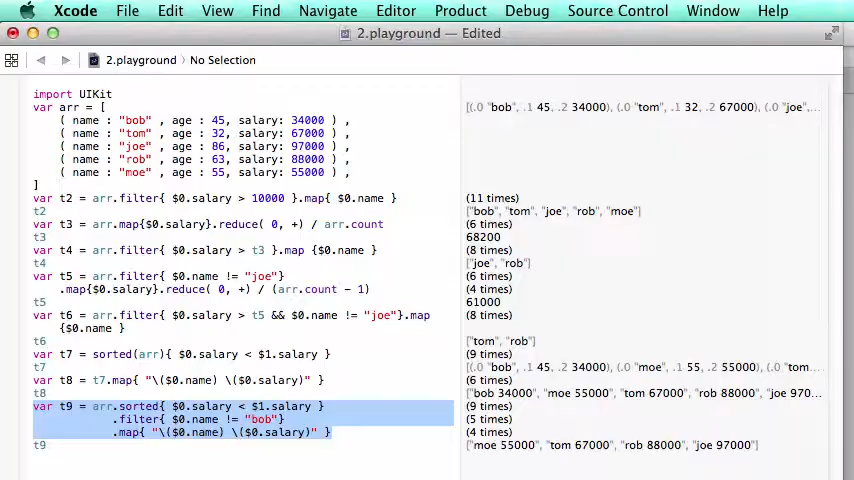 Xcode File Edit View Find Navigate Editor Product Debug Source Control Window Help
2.playground — Edited
2.playground No Selection
import UIKit
var arr = [
( name : "bob" , age : 45, salary: 34000 ) ,
( name : "tom" , age : 32, salary: 67000 ) ,
( name : "joe" , age : 86, salary: 97000 ) ,
( name : "rob" , age : 63, salary: 88000 ) ,
( name : "moe" , age : 55, salary: 55000 ) ,
]
var t2 = arr.filter{ $0.salary > 10000 }.map{ $0.name }
t2
var t3 = arr.map{$0.salary}.reduce( 0, +) / arr.count
t3
var t4 = arr.filter{ $0.salary > t3 }.map {$0.name }
t4
var t5 = arr.filter{ $0.name != "joe"}
.map{$0.salary}.reduce( 0, +) / (arr.count - 1)
t5
var t6 = arr.filter{ $0.salary > t5 && $0.name != "joe"}.map
{$0.name }
t6
var t7 = sorted(arr){ $0.salary < $1.salary }
t7
var t8 = t7.map{ "\($0.name) \($0.salary)" }
t8
var t9 = arr.sorted{ $0.salary < $1.salary }
.filter{ $0.name != "bob"}
.map{ "\($0.name) \($0.salary)" }
t9
[(.0 "bob", .1 45, .2 34000), (.0 "tom", .1 32, .2 67000), (.0 "joe",...
(11 times)
["bob", "tom", "joe", "rob", "moe"]
(6 times)
68200
(8 times)
["joe", "rob"]
(6 times)
(4 times)
61000
(8 times)
["tom", "rob"]
(9 times)
[(.0 "bob", .1 45, .2 34000), (.0 "moe", .1 55, .2 55000), (.0 "tom...
(6 times)
["bob 34000", "moe 55000", "tom 67000", "rob 88000", "joe 970...
(9 times)
(5 times)
(4 times)
["moe 55000", "tom 67000", "rob 88000", "joe 97000"]